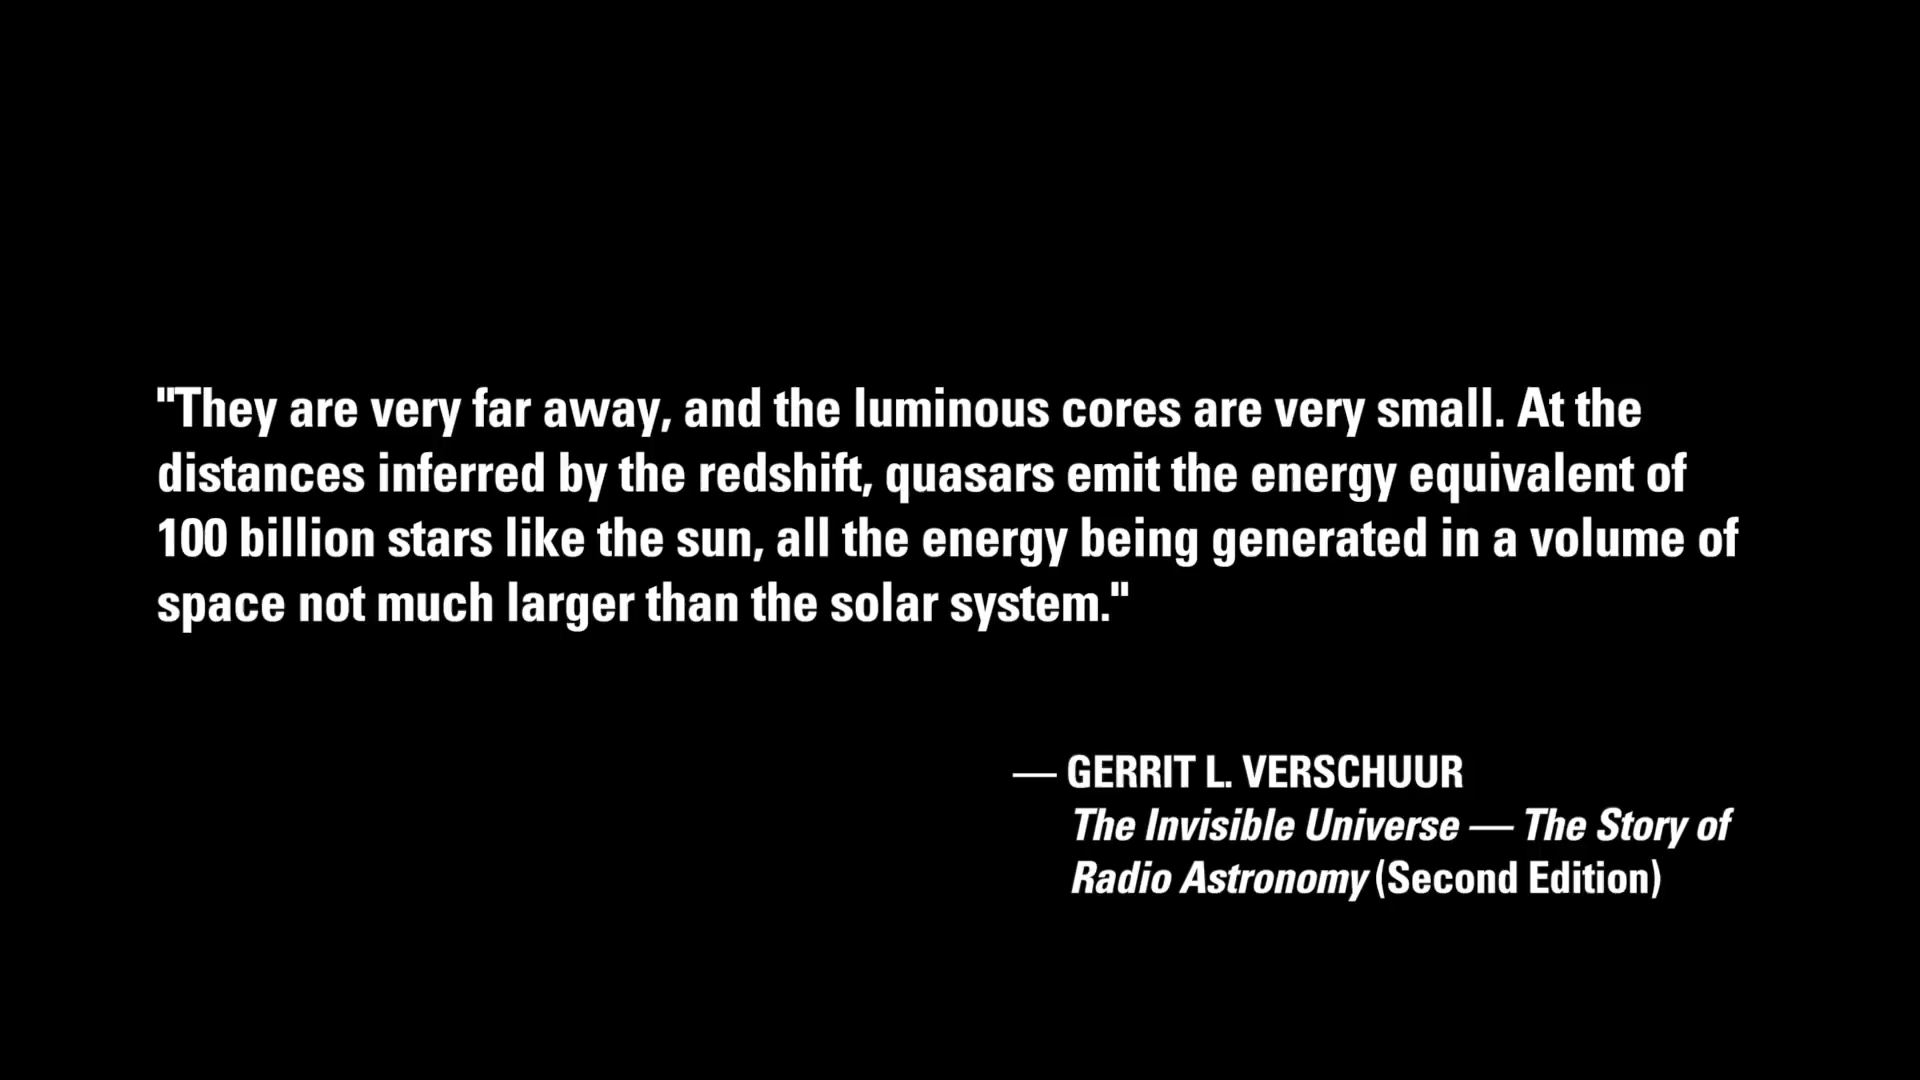 "They are very far away, and the luminous cores are very small. At the
distances inferred by the redshift, quasars emit the energy equivalent of
100 billion stars like the sun, all the energy being generated in a volume of
space not much larger than the solar system."
— GERRIT L. VERSCHUUR
The Invisible Universe — The Story of
Radio Astronomy (Second Edition)